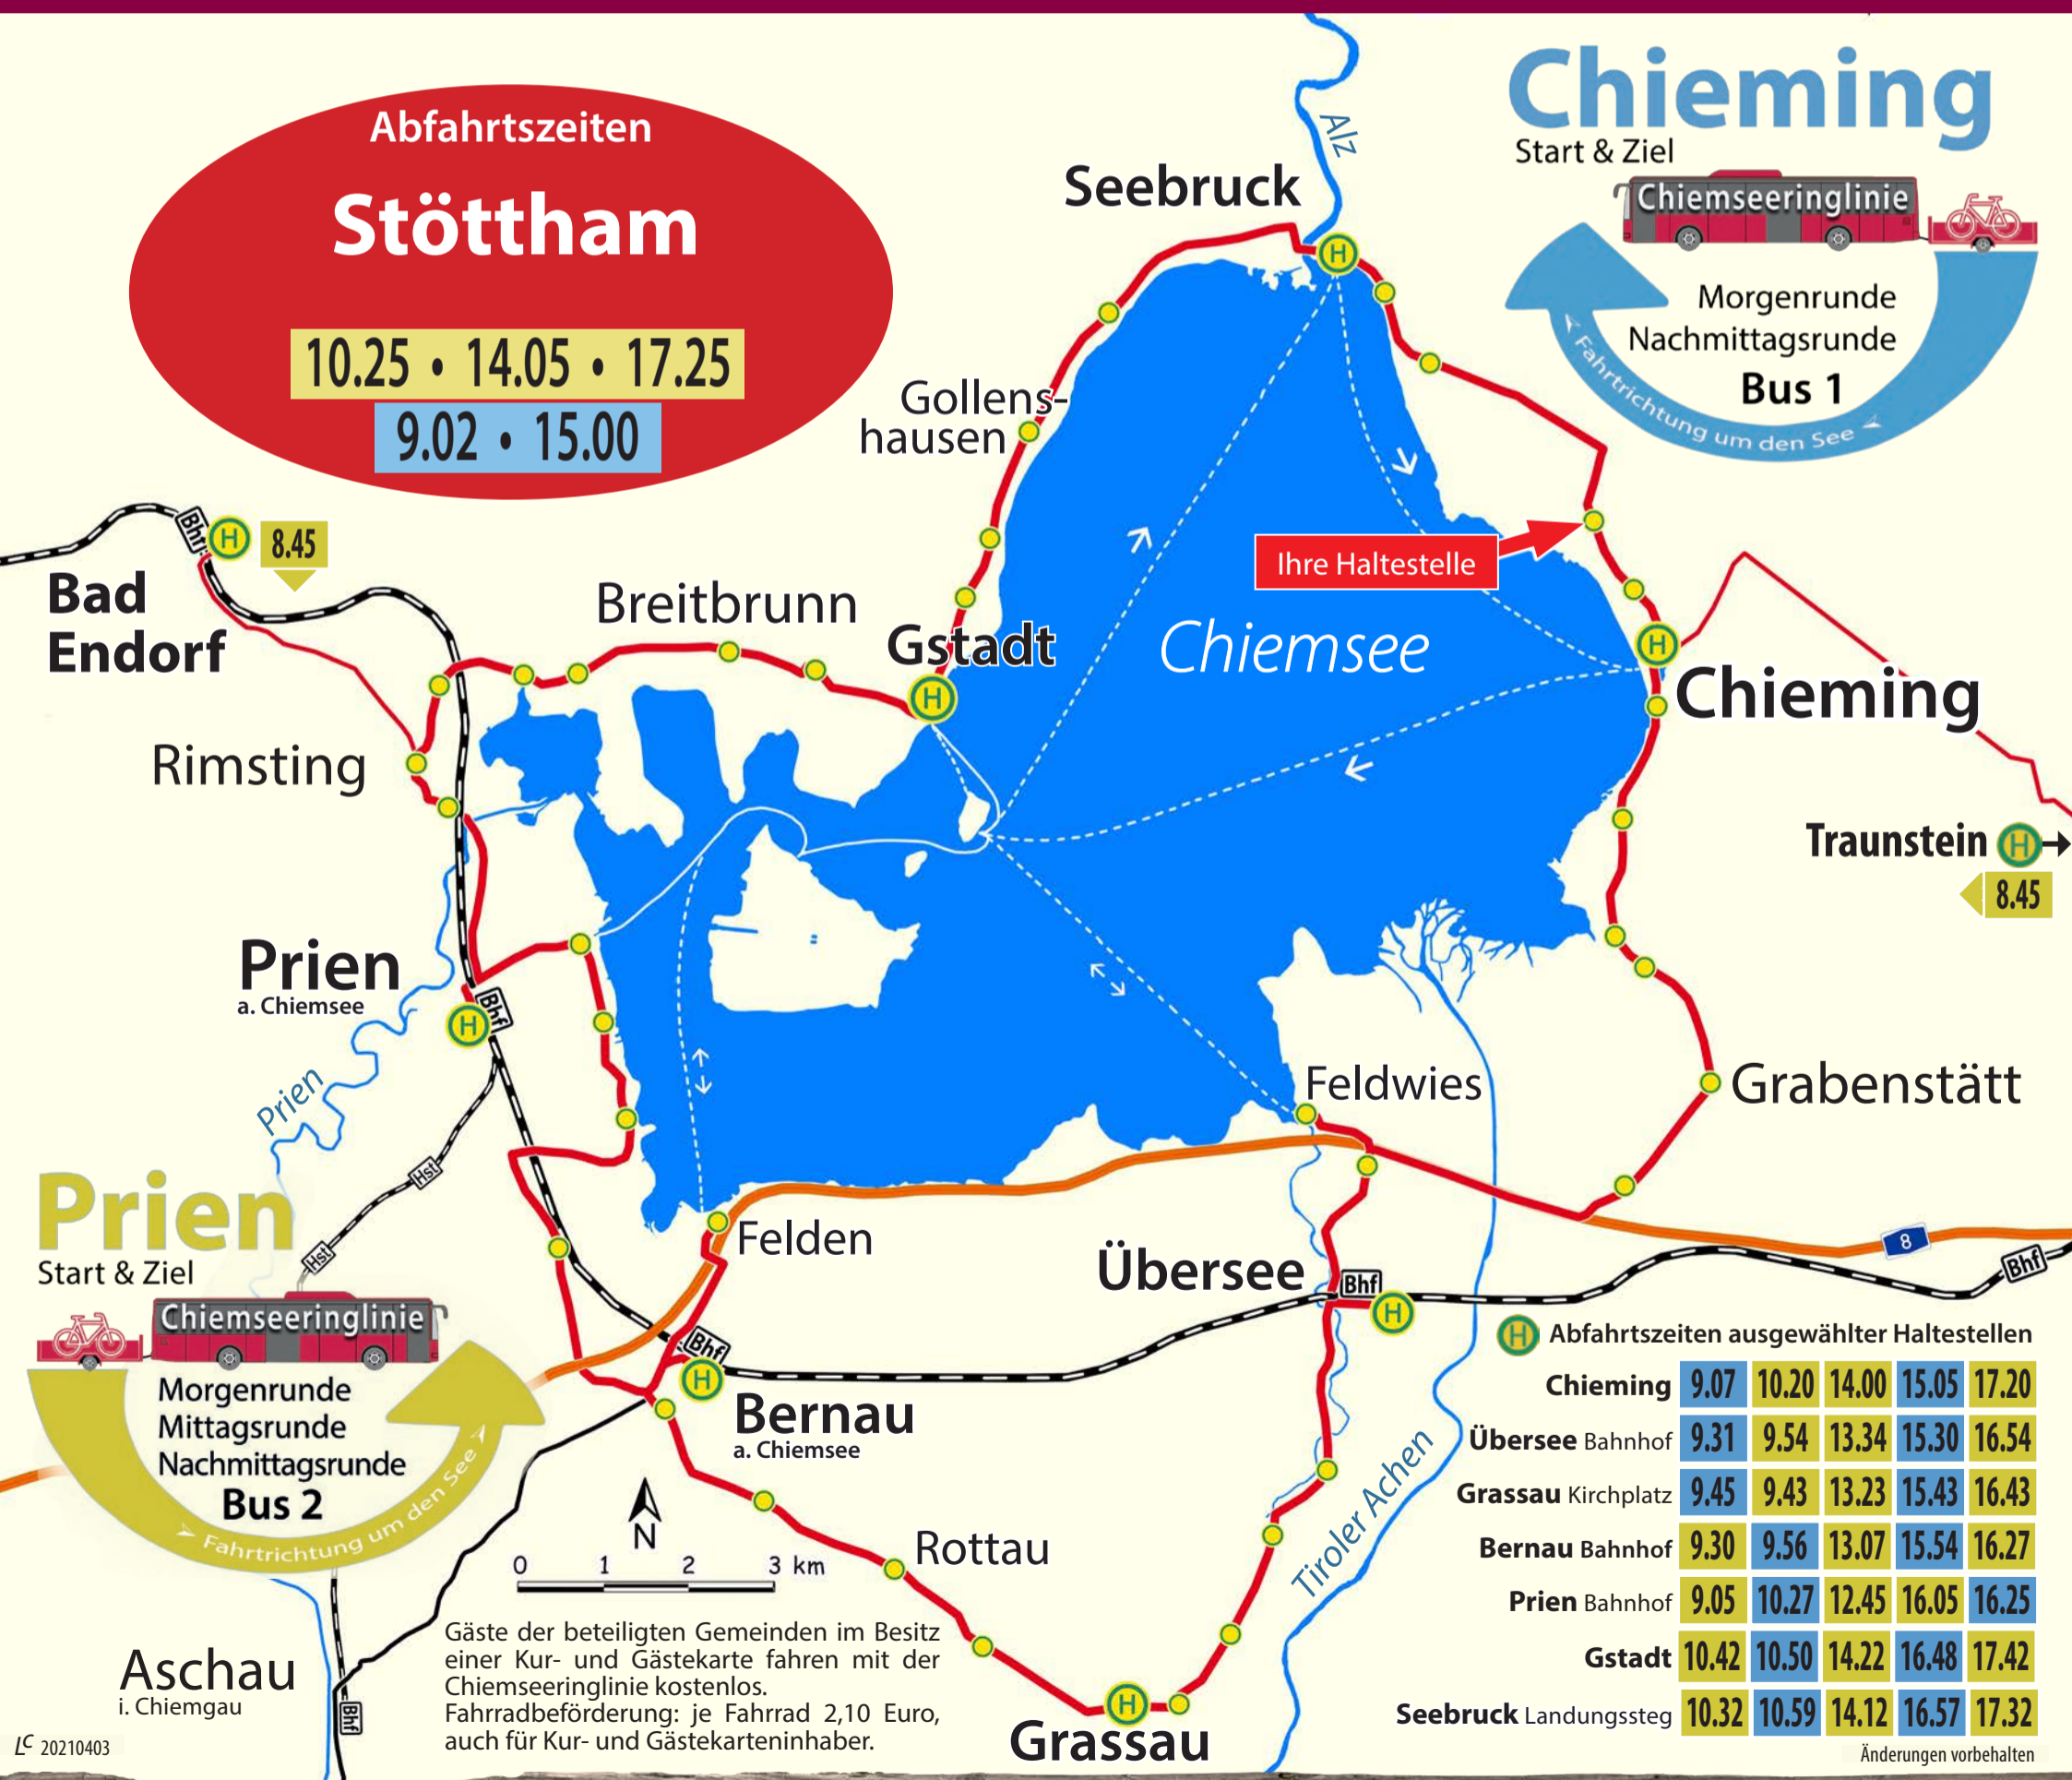 Abfahrtszeiten
Stöttham
10.25 • 14.05 • 17.25
9.02 • 15.00
Chieming
Start & Ziel
Chiemseeringlinie
Morgenrunde
Nachmittagsrunde
Bus 1
Fahrtrichtung um den See
Alz
Seebruck
H
Gollens-
hausen
Ihre Haltestelle
Bhf
H
8.45
Bad
Endorf
Breitbrunn
Gstadt
H
Chiemsee
H
Chieming
Rimsting
Traunstein H
8.45
Prien
a. Chiemsee
Bhf
H
Prien
Feldwies
Grabenstätt
Hst
Hst
Prien
Start & Ziel
Chiemseeringlinie
Morgenrunde
Mittagsrunde
Nachmittagsrunde
Bus 2
Fahrtrichtung um den See
Felden
Übersee
Bhf
H
8
Bhf
Bhf
H
Bernau
a. Chiemsee
N
0 1 2 3 km
Rottau
Tiroler Achen
H
Grassau
Aschau
i. Chiemgau
Bhf
Gäste der beteiligten Gemeinden im Besitz
einer Kur- und Gästekarte fahren mit der
Chiemseeringlinie kostenlos.
Fahrradbeförderung: je Fahrrad 2,10 Euro,
auch für Kur- und Gästekarteninhaber.
H Abfahrtszeiten ausgewählter Haltestellen
Chieming 9.07 10.20 14.00 15.05 17.20
Übersee Bahnhof 9.31 9.54 13.34 15.30 16.54
Grassau Kirchplatz 9.45 9.43 13.23 15.43 16.43
Bernau Bahnhof 9.30 9.56 13.07 15.54 16.27
Prien Bahnhof 9.05 10.27 12.45 16.05 16.25
Gstadt 10.42 10.50 14.22 16.48 17.42
Seebruck Landungssteg 10.32 10.59 14.12 16.57 17.32
Änderungen vorbehalten
LC 20210403